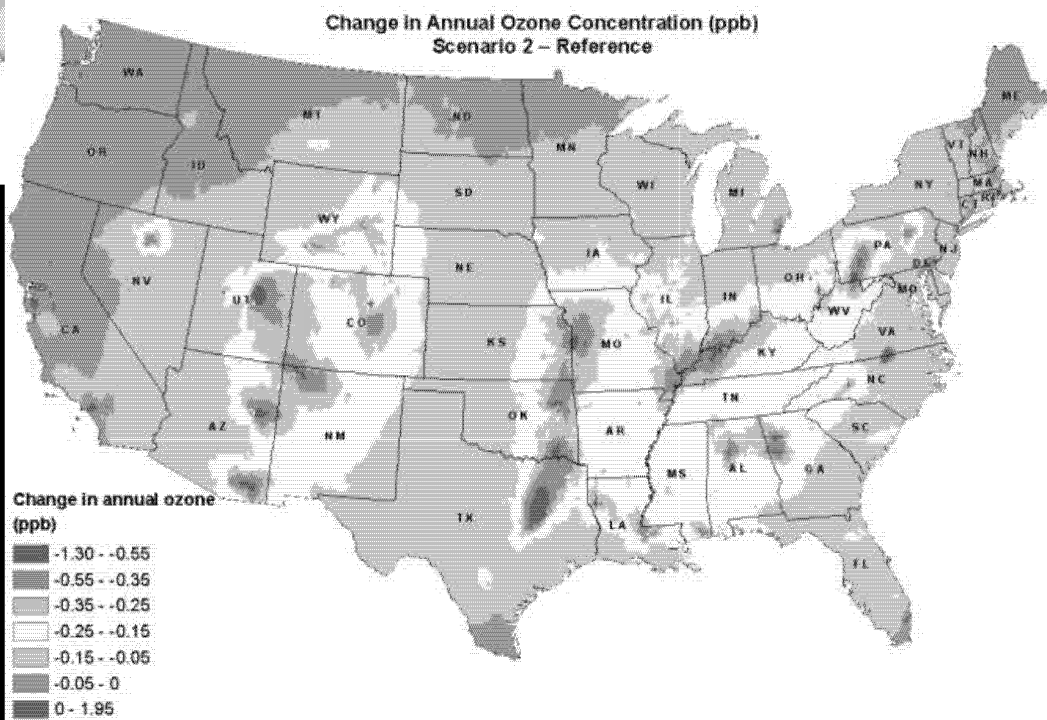 Change in Annual Ozone Concentration (ppb)
Scenario 2 – Reference
WA
ME
MT
ND
OR
ID
MN
VT
NH
WI
NY
MA
SD
MI
CT
RI
WY
IA
PA
NJ
NE
OH
DE
NV
UT
IL
IN
MD
CO
WV
CA
KS
MO
VA
KY
NC
TN
OK
AZ
NM
AR
SC
MS
AL
GA
TX
LA
FL
Change in annual ozone
(ppb)
-1.30 - -0.55
-0.55 - -0.35
-0.35 - -0.25
-0.25 - -0.15
-0.15 - -0.05
-0.05 - 0
0 - 1.95